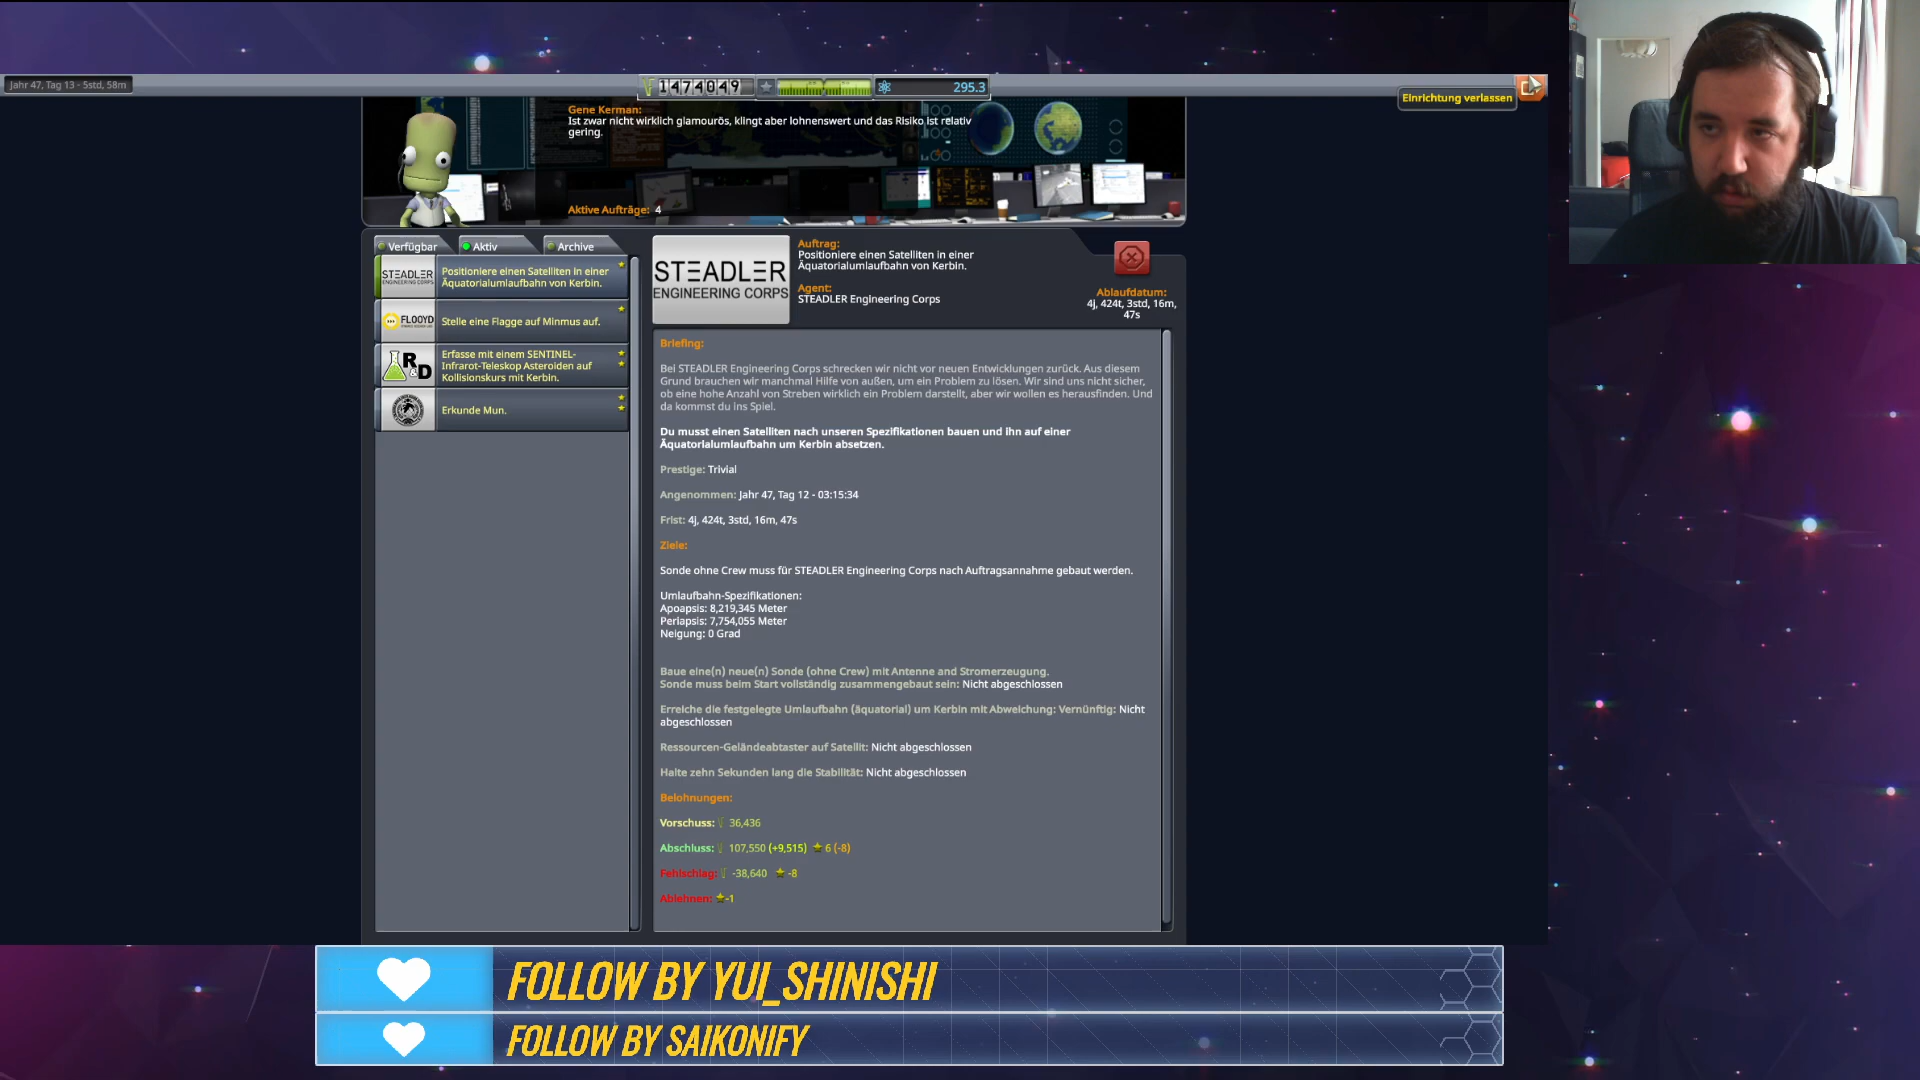 Jahr 47, Tag 13 - 5std, 58m
1474049
295.3
Einrichtung verlassen
Gene Kerman:
Ist zwar nicht wirklich glamourös, klingt aber lohnenswert und das Risiko ist relativ
gering.
Aktive Aufträge: 4
Verfügbar
Aktiv
Archive
STEADLER
ENGINEERING CORPS
Positioniere einen Satelliten in einer
Äquatorialumlaufbahn von Kerbin.
FLOOYD
Stelle eine Flagge auf Minmus auf.
R&D
Erfasse mit einem SENTINEL-
Infrarot-Teleskop Asteroiden auf
Kollisionskurs mit Kerbin.
Erkunde Mun.
STEADLER
ENGINEERING CORPS
Auftrag:
Positioniere einen Satelliten in einer
Äquatorialumlaufbahn von Kerbin.
Agent:
STEADLER Engineering Corps
Ablaufdatum:
4j, 424t, 3std, 16m,
47s
Briefing:
Bei STEADLER Engineering Corps schrecken wir nicht vor neuen Entwicklungen zurück. Aus diesem
Grund brauchen wir manchmal Hilfe von außen, um ein Problem zu lösen. Wir sind uns nicht sicher,
ob eine hohe Anzahl von Streben wirklich ein Problem darstellt, aber wir wollen es herausfinden. Und
da kommst du ins Spiel.
Du musst einen Satelliten nach unseren Spezifikationen bauen und ihn auf einer
Äquatorialumlaufbahn um Kerbin absetzen.
Prestige: Trivial
Angenommen: Jahr 47, Tag 12 - 03:15:34
Frist: 4j, 424t, 3std, 16m, 47s
Ziele:
Sonde ohne Crew muss für STEADLER Engineering Corps nach Auftragsannahme gebaut werden.
Umlaufbahn-Spezifikationen:
Apoapsis: 8,219,345 Meter
Periapsis: 7,754,055 Meter
Neigung: 0 Grad
Baue eine(n) neue(n) Sonde (ohne Crew) mit Antenne and Stromerzeugung.
Sonde muss beim Start vollständig zusammengebaut sein: Nicht abgeschlossen
Erreiche die festgelegte Umlaufbahn (äquatorial) um Kerbin mit Abweichung: Vernünftig: Nicht
abgeschlossen
Ressourcen-Geländeabtaster auf Satellit: Nicht abgeschlossen
Halte zehn Sekunden lang die Stabilität: Nicht abgeschlossen
Belohnungen:
Vorschuss: 36,436
Abschluss: 107,550 (+9,515) 6 (-8)
Fehlschlag: -38,640 -8
Ablehnen: -1
FOLLOW BY YUI_SHINISHI
FOLLOW BY SAIKONIFY